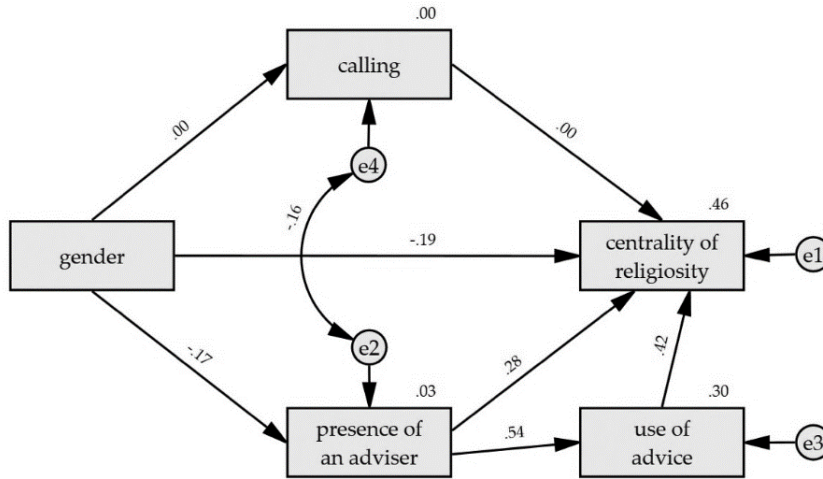 .00
calling
.00
.00
e4
-.16
.46
gender
-.19
centrality of
religiosity
e1
e2
-.17
.28
.42
.03
.30
presence of
an adviser
.54
use of
advice
e3